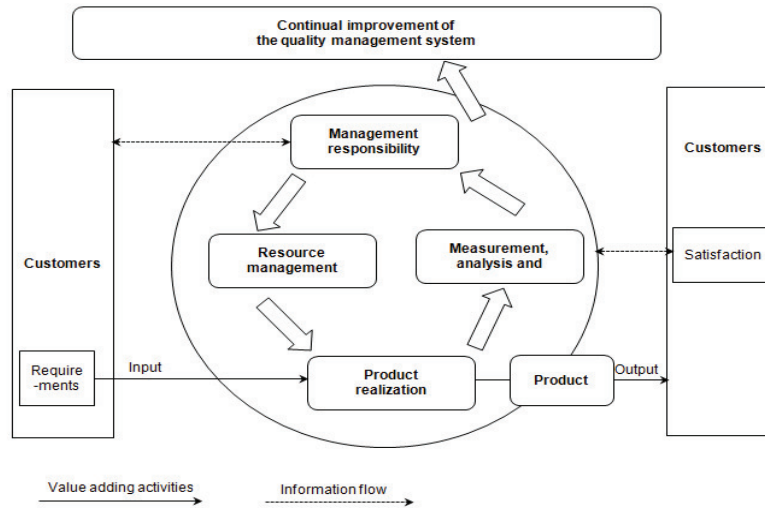 Continual improvement of
the quality management system
Management
responsibility
Customers
Customers
Resource
management
Measurement,
analysis and
Satisfaction
Require
-ments
Input
Product
realization
Product
Output
Value adding activities
Information flow